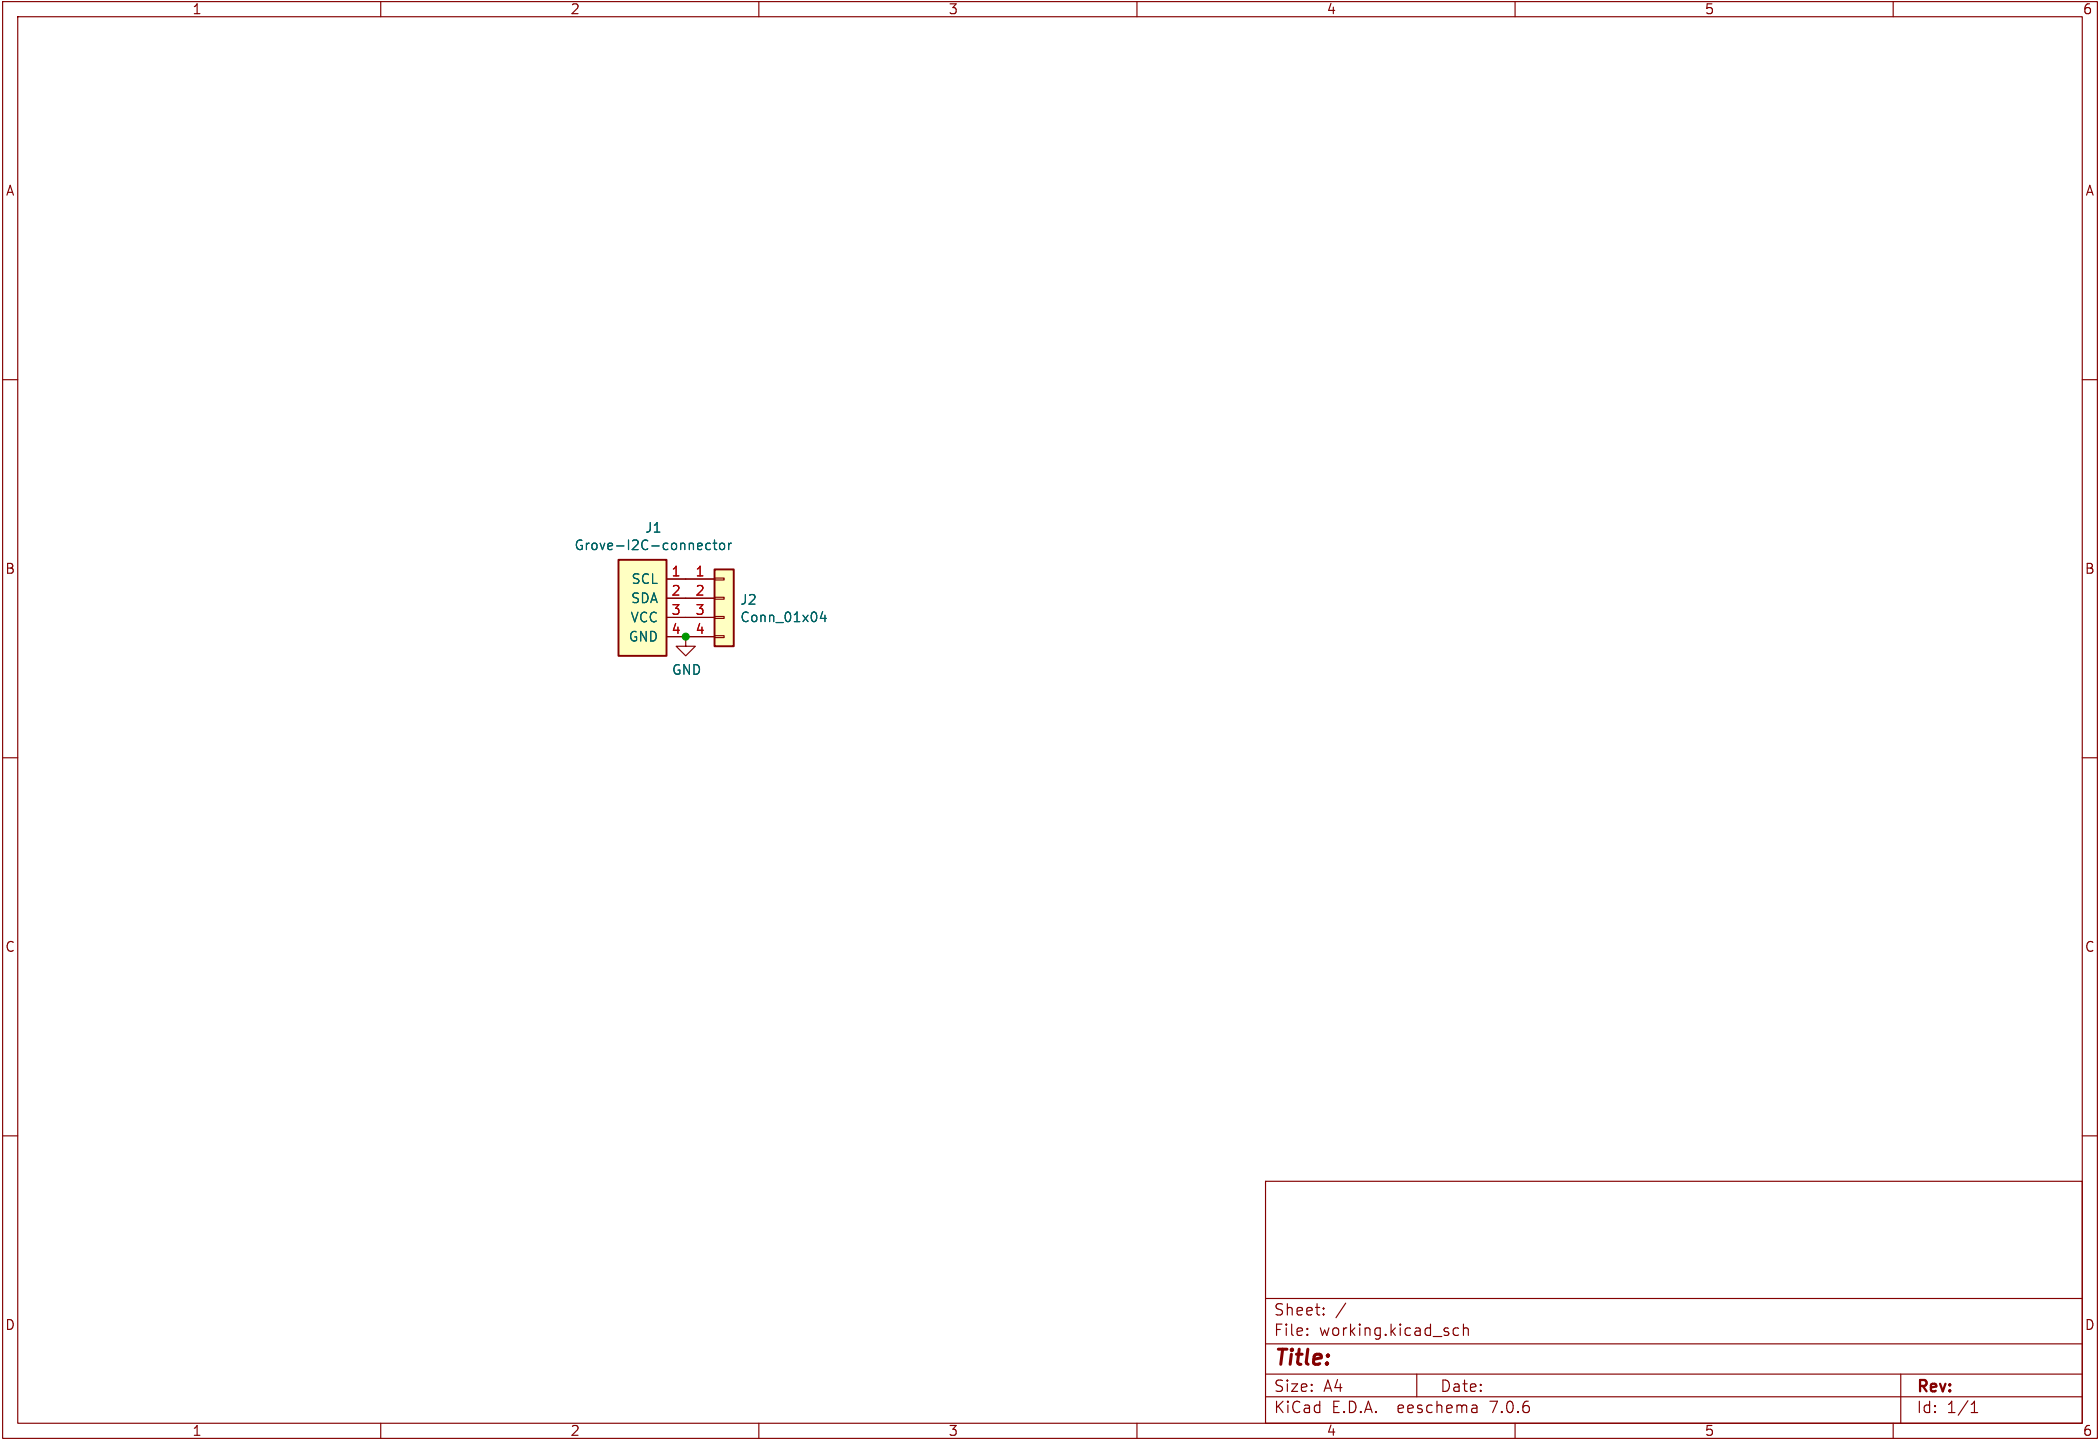 1 2 3 4 5 6
A A
J1
Grove-I2C-connector
B B
SCL 1 1
SDA 2 2
VCC 3 3
GND 4 4
J2
Conn_01x04
GND
C C
Sheet: /
File: working.kicad_sch
D D
Title:
Size: A4 Date: Rev:
KiCad E.D.A. eeschema 7.0.6 Id: 1/1
1 2 3 4 5 6